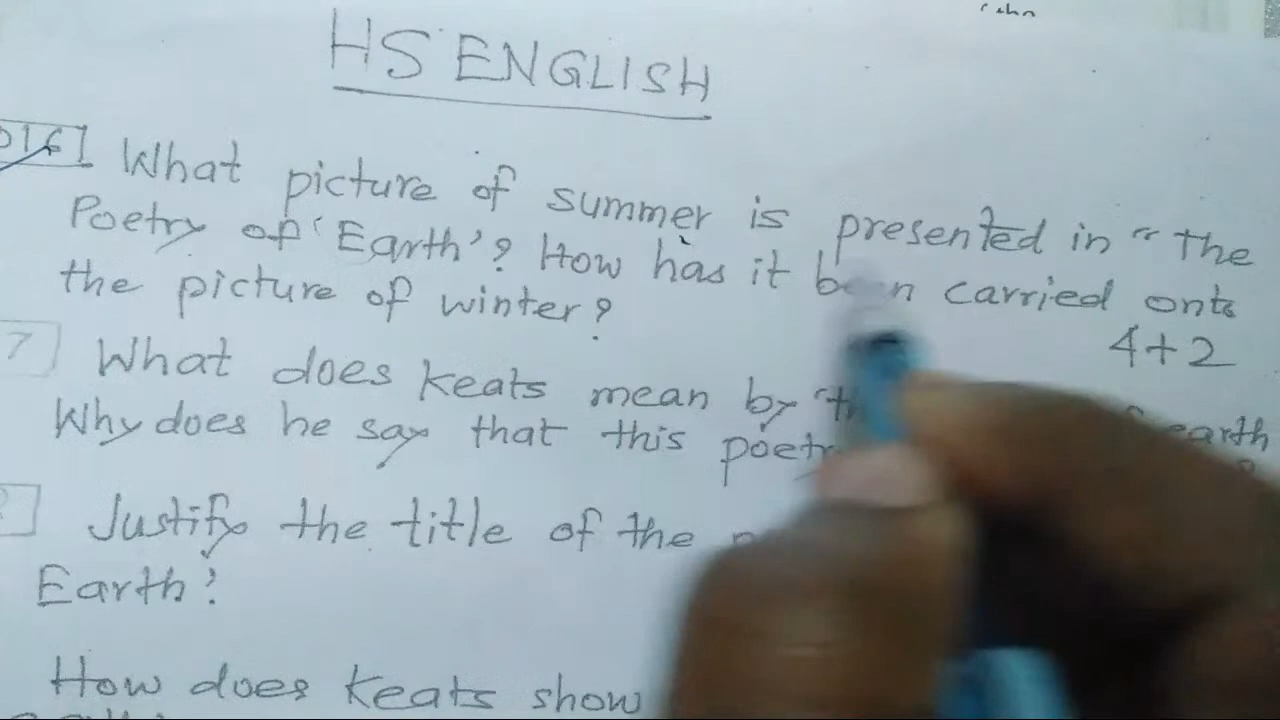 HS ENGLISH
What picture of summer is presented in "The
Poetry of 'Earth'? How has it been carried onto
the picture of winter?
4+2
7 What does Keats mean by
earth
Why does he say that this
Justify the title of the
Earth?
How does Keats show